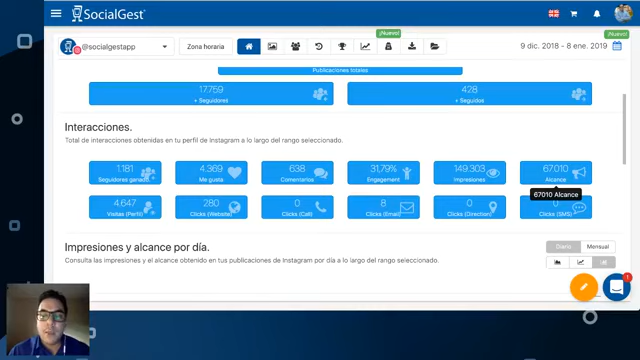 SocialGest
¡Nuevo!
@socialgestapp
Zona horaria
¡Nuevo!
9 dic. 2018 - 8 ene. 2019
Publicaciones totales
17.759
+ Seguidores
428
+ Seguidos
Interacciones.
Total de interacciones obtenidas en tu perfil de Instagram a lo largo del rango seleccionado.
1.181
Seguidores ganados
4.369
Me gusta
638
Comentarios
31,79%
Engagement
149.303
Impresiones
67.010
Alcance
67010 Alcance
4.647
Visitas (Perfil)
280
Clicks (Website)
0
Clicks (Call)
8
Clicks (Email)
0
Clicks (Direction)
0
Clicks (SMS)
Impresiones y alcance por día.
Diario
Mensual
Consulta las impresiones y el alcance obtenido en tus publicaciones de Instagram por día a lo largo del rango seleccionado.
1